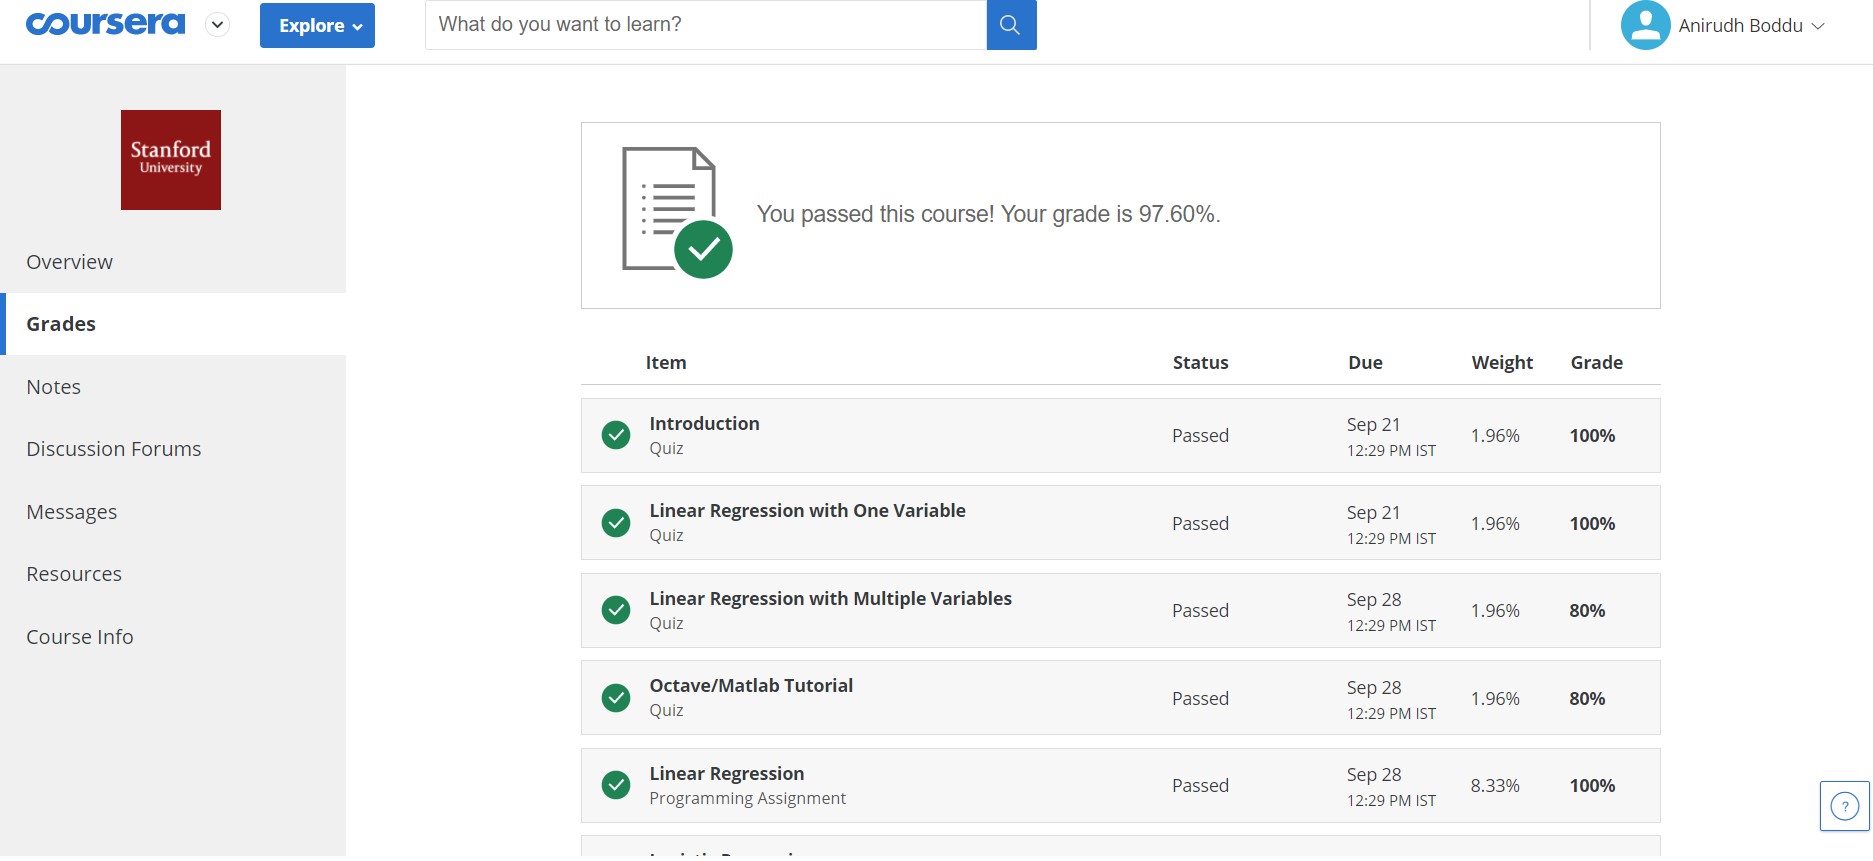 coursera
Explore
What do you want to learn?
Anirudh Boddu
Stanford
University
Overview
Grades
Notes
Discussion Forums
Messages
Resources
Course Info
You passed this course! Your grade is 97.60%.
Item Status Due Weight Grade
Introduction
Quiz
Passed
Sep 21
12:29 PM IST
1.96%
100%
Linear Regression with One Variable
Quiz
Passed
Sep 21
12:29 PM IST
1.96%
100%
Linear Regression with Multiple Variables
Quiz
Passed
Sep 28
12:29 PM IST
1.96%
80%
Octave/Matlab Tutorial
Quiz
Passed
Sep 28
12:29 PM IST
1.96%
80%
Linear Regression
Programming Assignment
Passed
Sep 28
12:29 PM IST
8.33%
100%
?